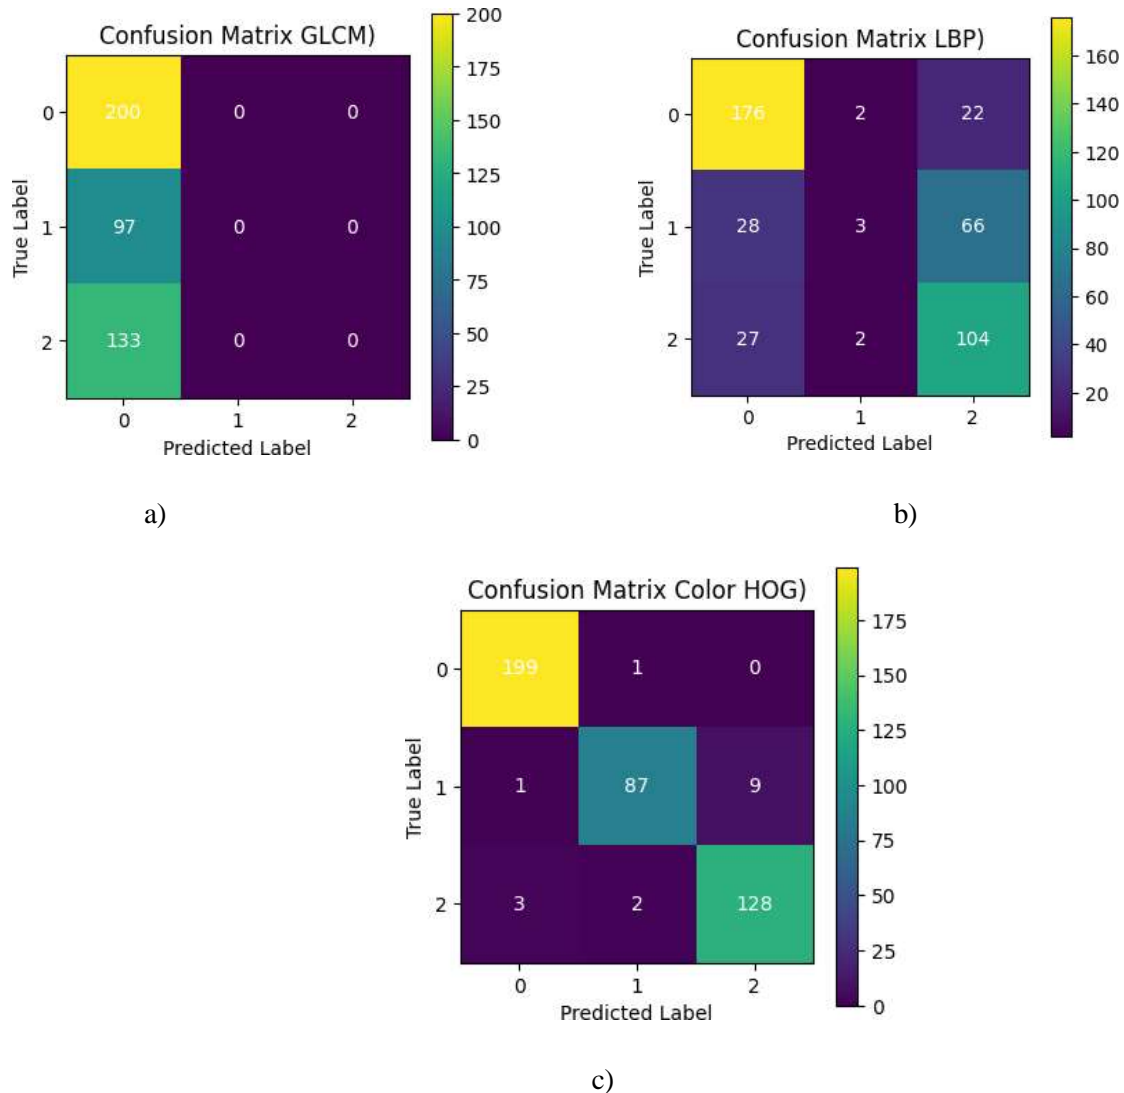 Confusion Matrix GLCM)
200
175
150
125
100
75
50
25
0
True Label
0
1
2
200 0 0
97 0 0
133 0 0
0 1 2
Predicted Label
a)
Confusion Matrix LBP)
160
140
120
100
80
60
40
20
True Label
0
1
2
176 2 22
28 3 66
27 2 104
0 1 2
Predicted Label
b)
Confusion Matrix Color HOG)
175
150
125
100
75
50
25
0
True Label
0
1
2
199 1 0
1 87 9
3 2 128
0 1 2
Predicted Label
c)